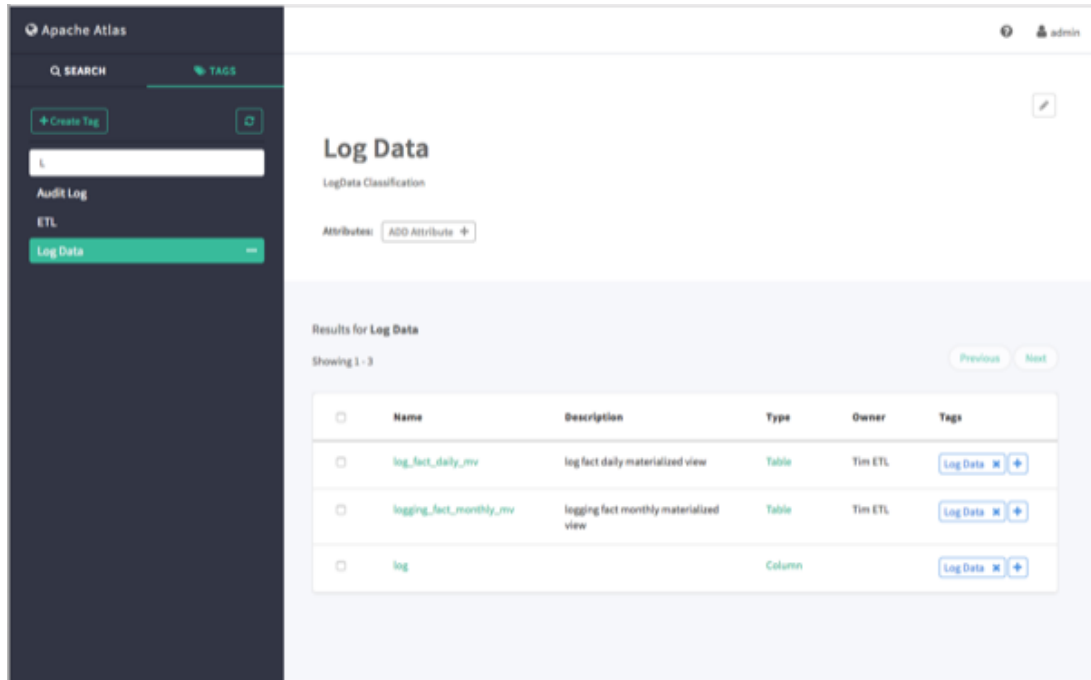 Apache Atlas
admin
SEARCH
TAGS
+ Create Tag
L
Audit Log
ETL
Log Data
Log Data
LogData Classification
Attributes: ADD Attribute +
Results for Log Data
Showing 1 - 3
Previous Next
Name Description Type Owner Tags
log_fact_daily_mv log fact daily materialized view Table Tim ETL Log Data
logging_fact_monthly_mv logging fact monthly materialized Table Tim ETL Log Data
view
log Column Log Data